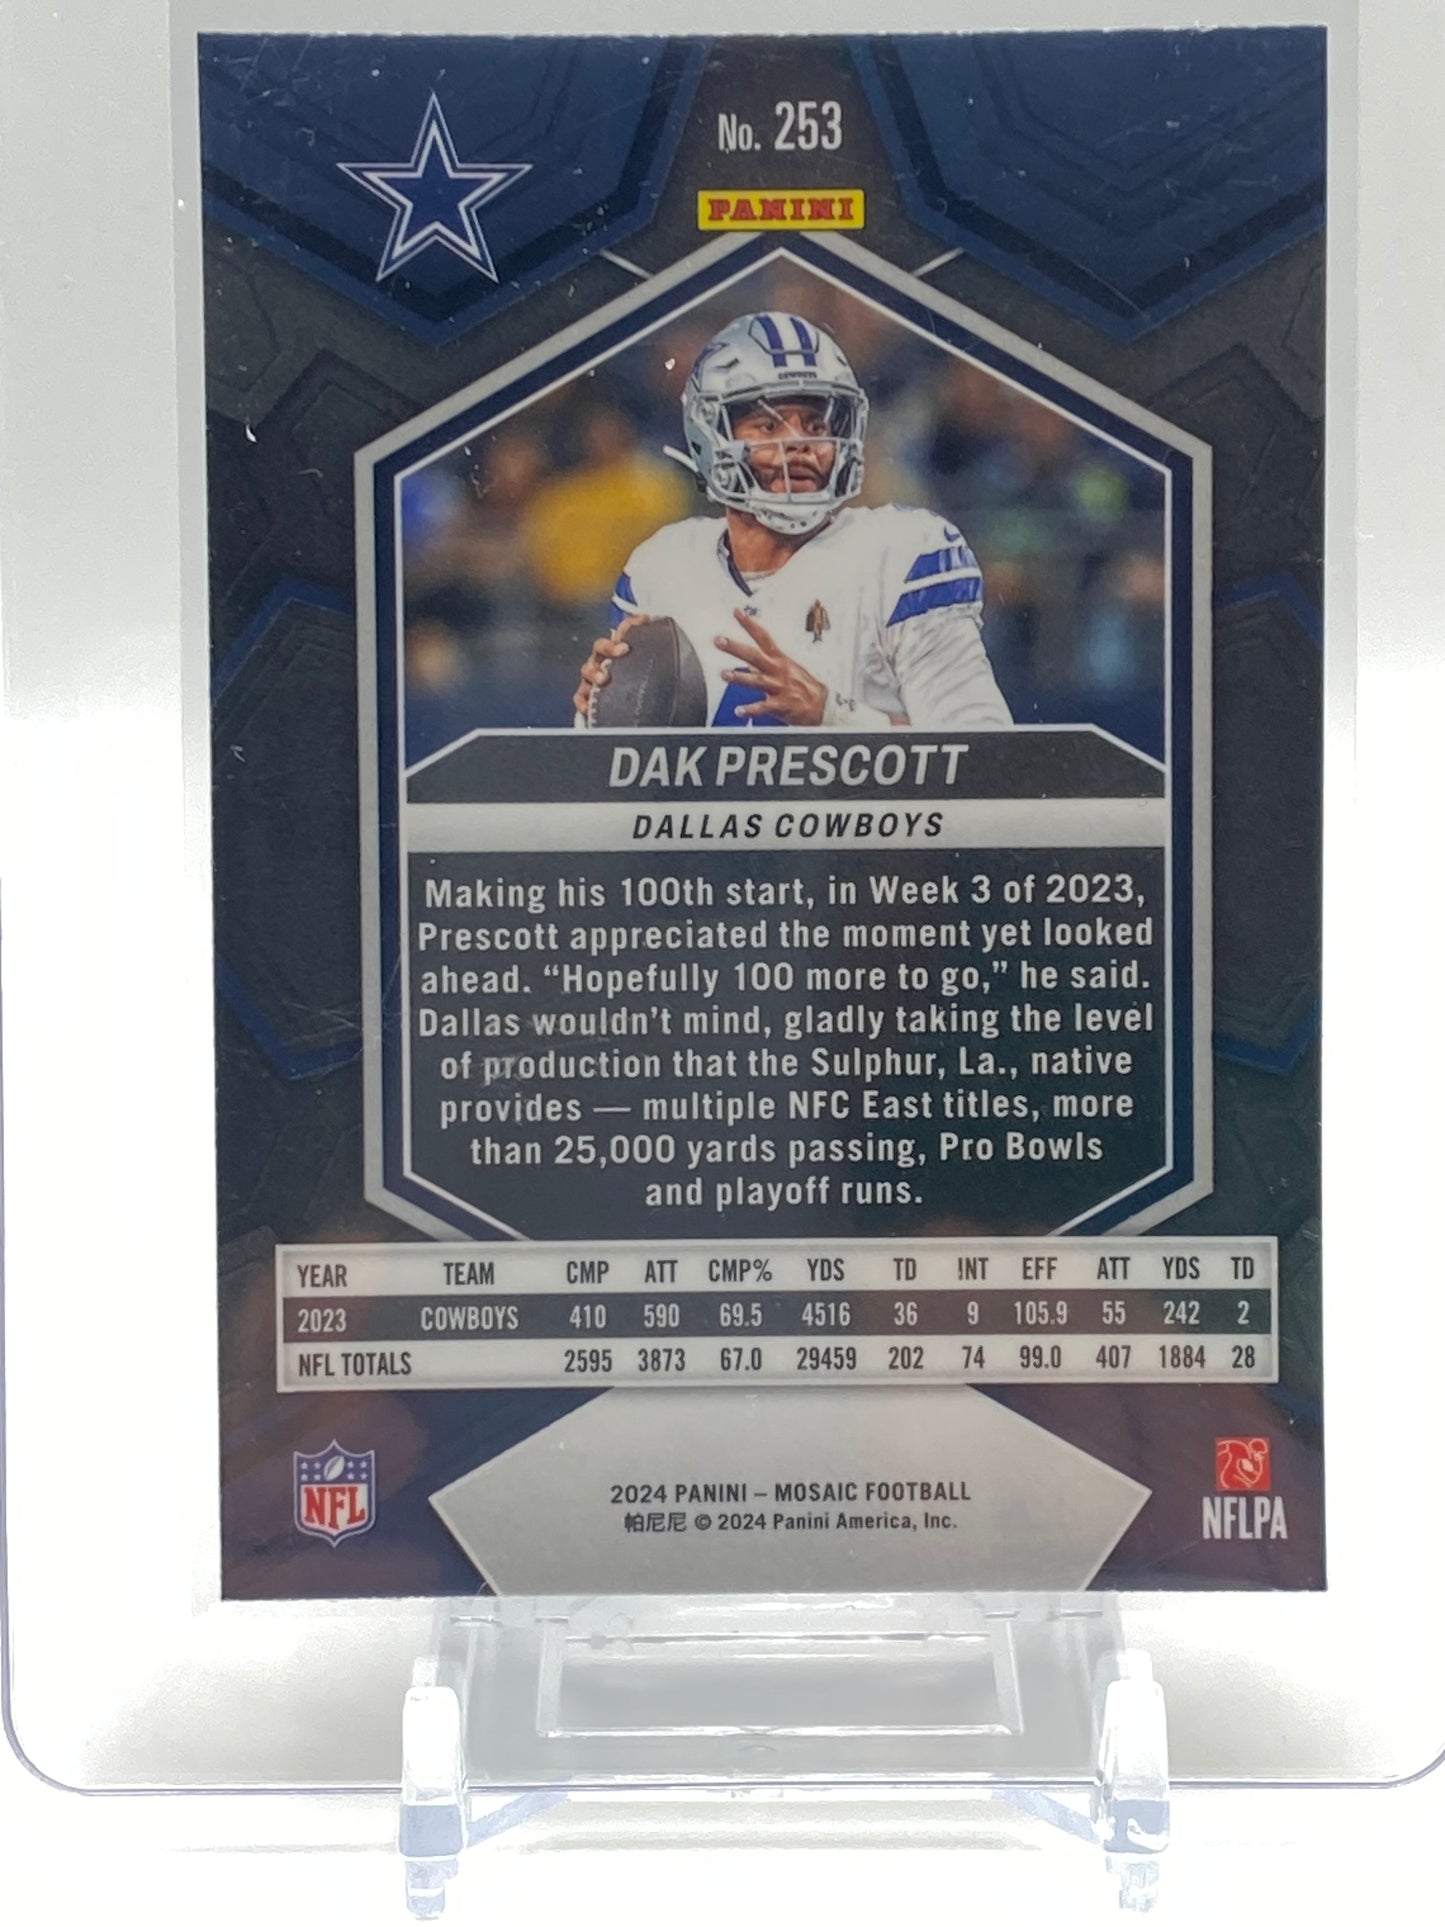 No. 253
PANINI
COWBOYS
DAK PRESCOTT
DALLAS COWBOYS
Making his 100th start, in Week 3 of 2023,
Prescott appreciated the moment yet looked
ahead. “Hopefully 100 more to go,” he said.
Dallas wouldn’t mind, gladly taking the level
of production that the Sulphur, La., native
provides — multiple NFC East titles, more
than 25,000 yards passing, Pro Bowls
and playoff runs.
YEAR TEAM CMP ATT CMP% YDS TD INT EFF ATT YDS TD
2023 COWBOYS 410 590 69.5 4516 36 9 105.9 55 242 2
NFL TOTALS 2595 3873 67.0 29459 202 74 99.0 407 1884 28
NFL
2024 PANINI – MOSAIC FOOTBALL
帕尼尼 © 2024 Panini America, Inc.
NFLPA